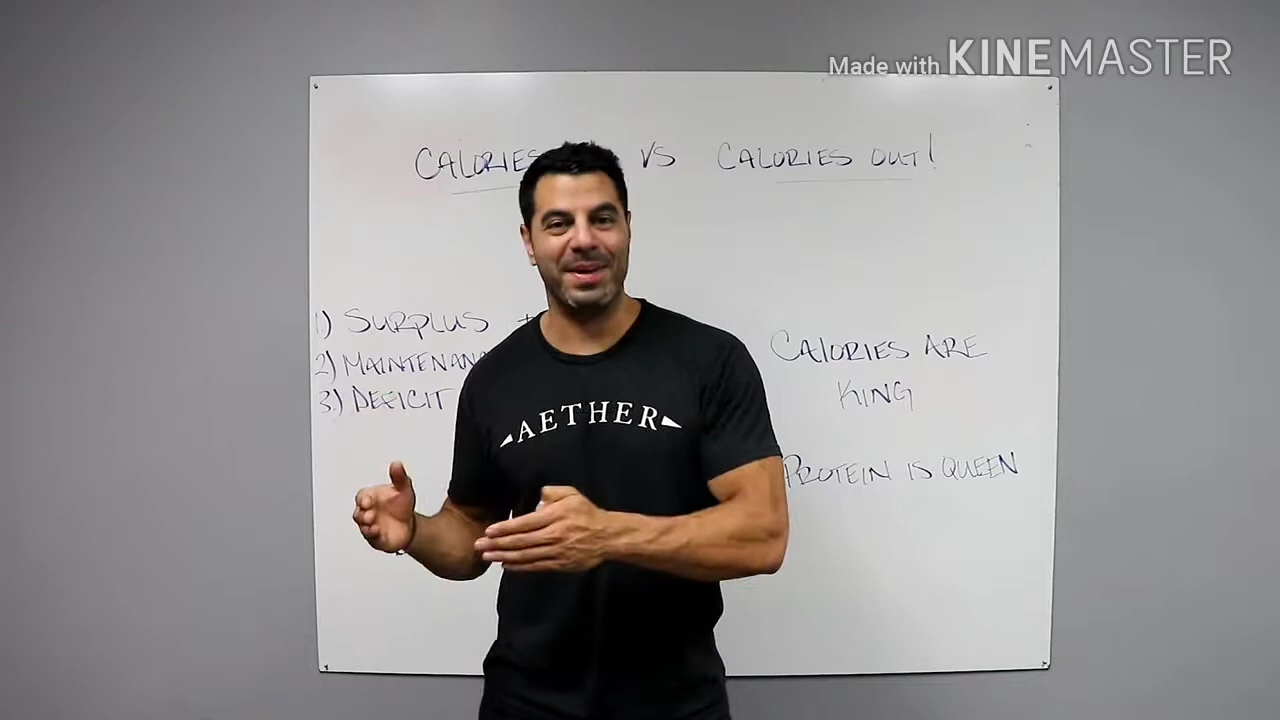 Made with KINEMASTER
CALORIES VS CALORIES OUT!
1) SURPLUS +
2) MAINTENANC
3.) DEFICIT
CALORIES ARE
KING
PROTEIN IS QUEEN
AETHER